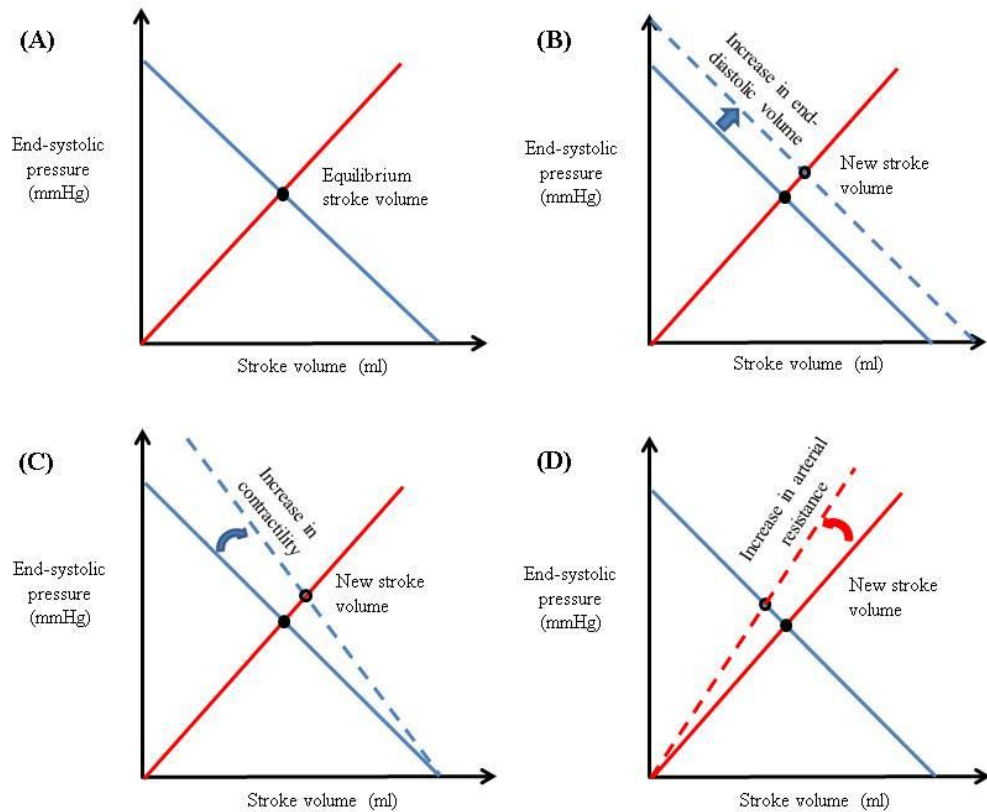 (A)
End-systolic
pressure
(mmHg)
Equilibrium
stroke volume
Stroke volume (ml)
(B)
End-systolic
pressure
(mmHg)
Increase in end-
diastolic volume
New stroke
volume
Stroke volume (ml)
(C)
End-systolic
pressure
(mmHg)
Increase in
contractility
New stroke
volume
Stroke volume (ml)
(D)
End-systolic
pressure
(mmHg)
Increase in arterial
resistance
New stroke
volume
Stroke volume (ml)